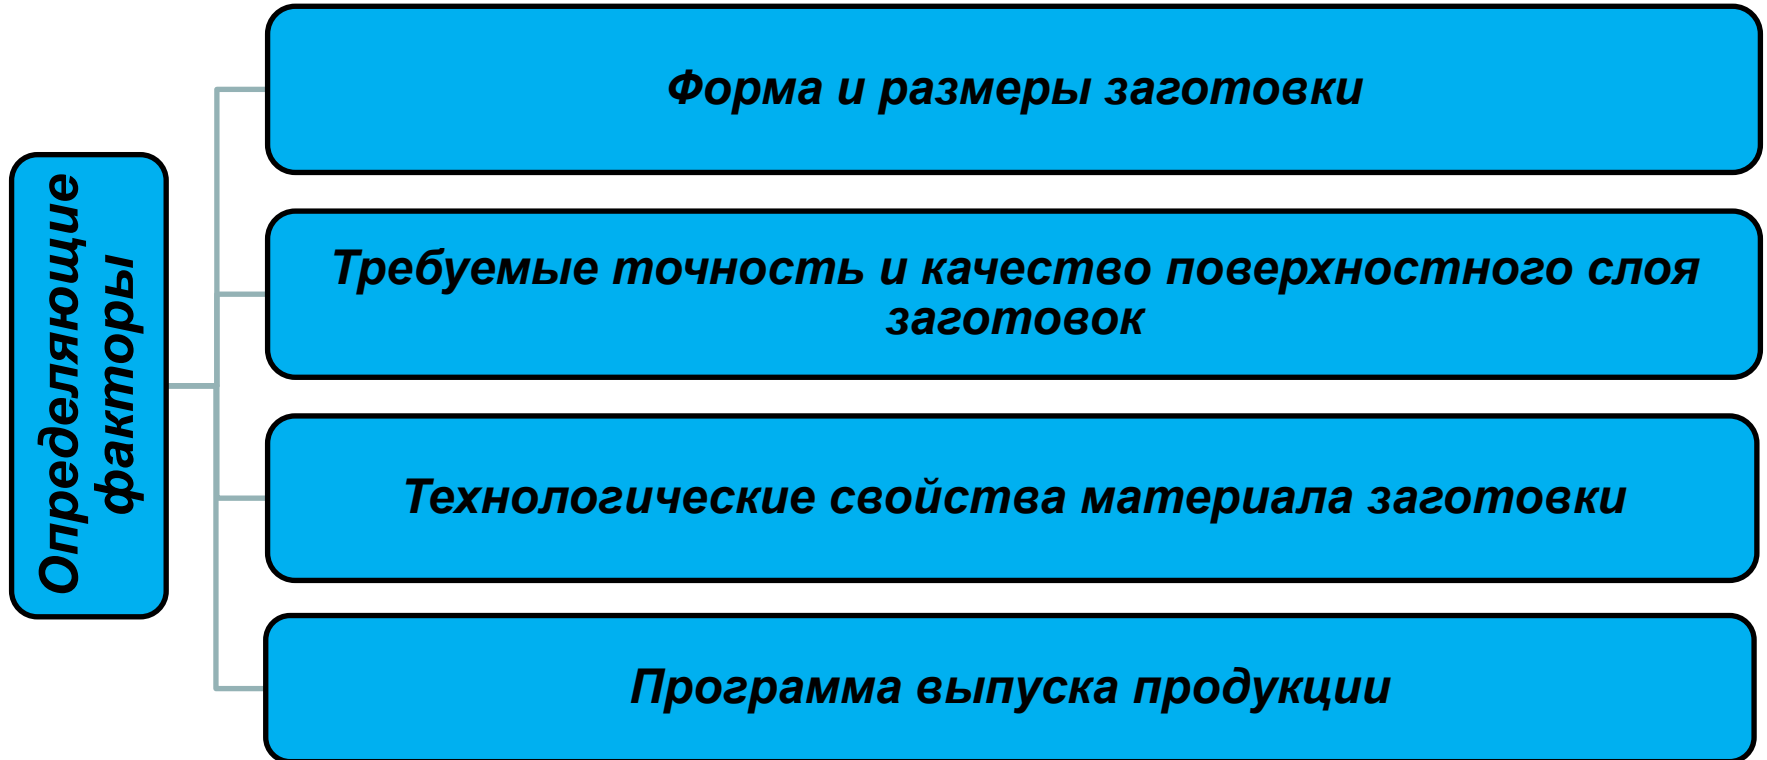 Определяющие
факторы
Форма и размеры заготовки
Требуемые точность и качество поверхностного слоя
заготовок
Технологические свойства материала заготовки
Программа выпуска продукции